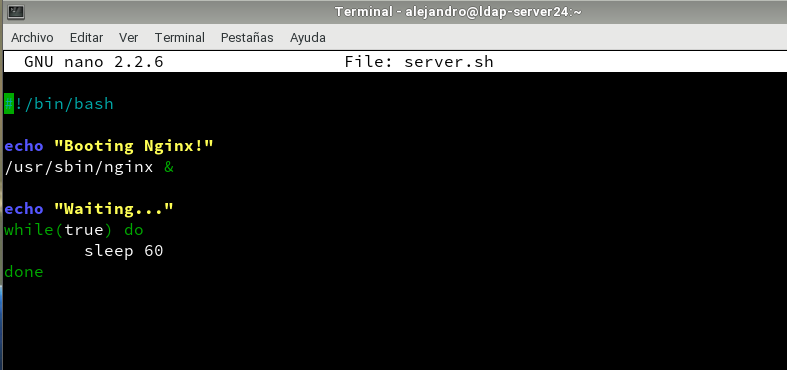 Terminal - alejandro@ldap-server24:~
Archivo Editar Ver Terminal Pestañas Ayuda
GNU nano 2.2.6 File: server.sh
#!/bin/bash
echo "Booting Nginx!"
/usr/sbin/nginx &
echo "Waiting..."
while(true) do
sleep 60
done